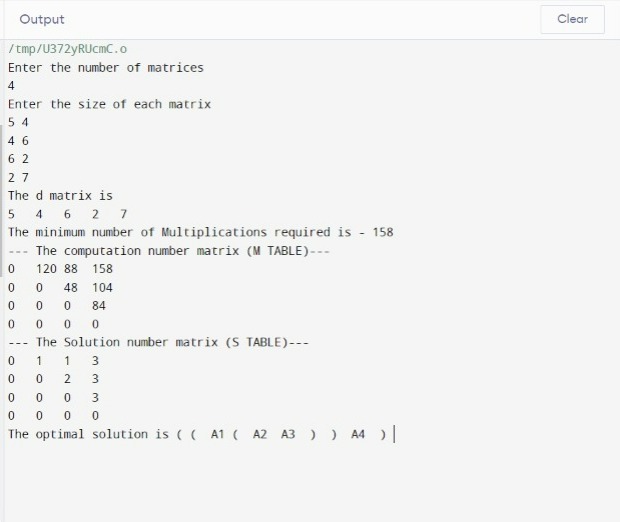 Output
Clear
/tmp/U372yRUcmC.o
Enter the number of matrices
4
Enter the size of each matrix
5 4
4 6
6 2
2 7
The d matrix is
5 4 6 2 7
The minimum number of Multiplications required is - 158
--- The computation number matrix (M TABLE)---
0 120 88 158
0 0 48 104
0 0 0 84
0 0 0 0
--- The Solution number matrix (S TABLE)---
0 1 1 3
0 0 2 3
0 0 0 3
0 0 0 0
The optimal solution is ( ( A1 ( A2 A3 ) ) A4 )